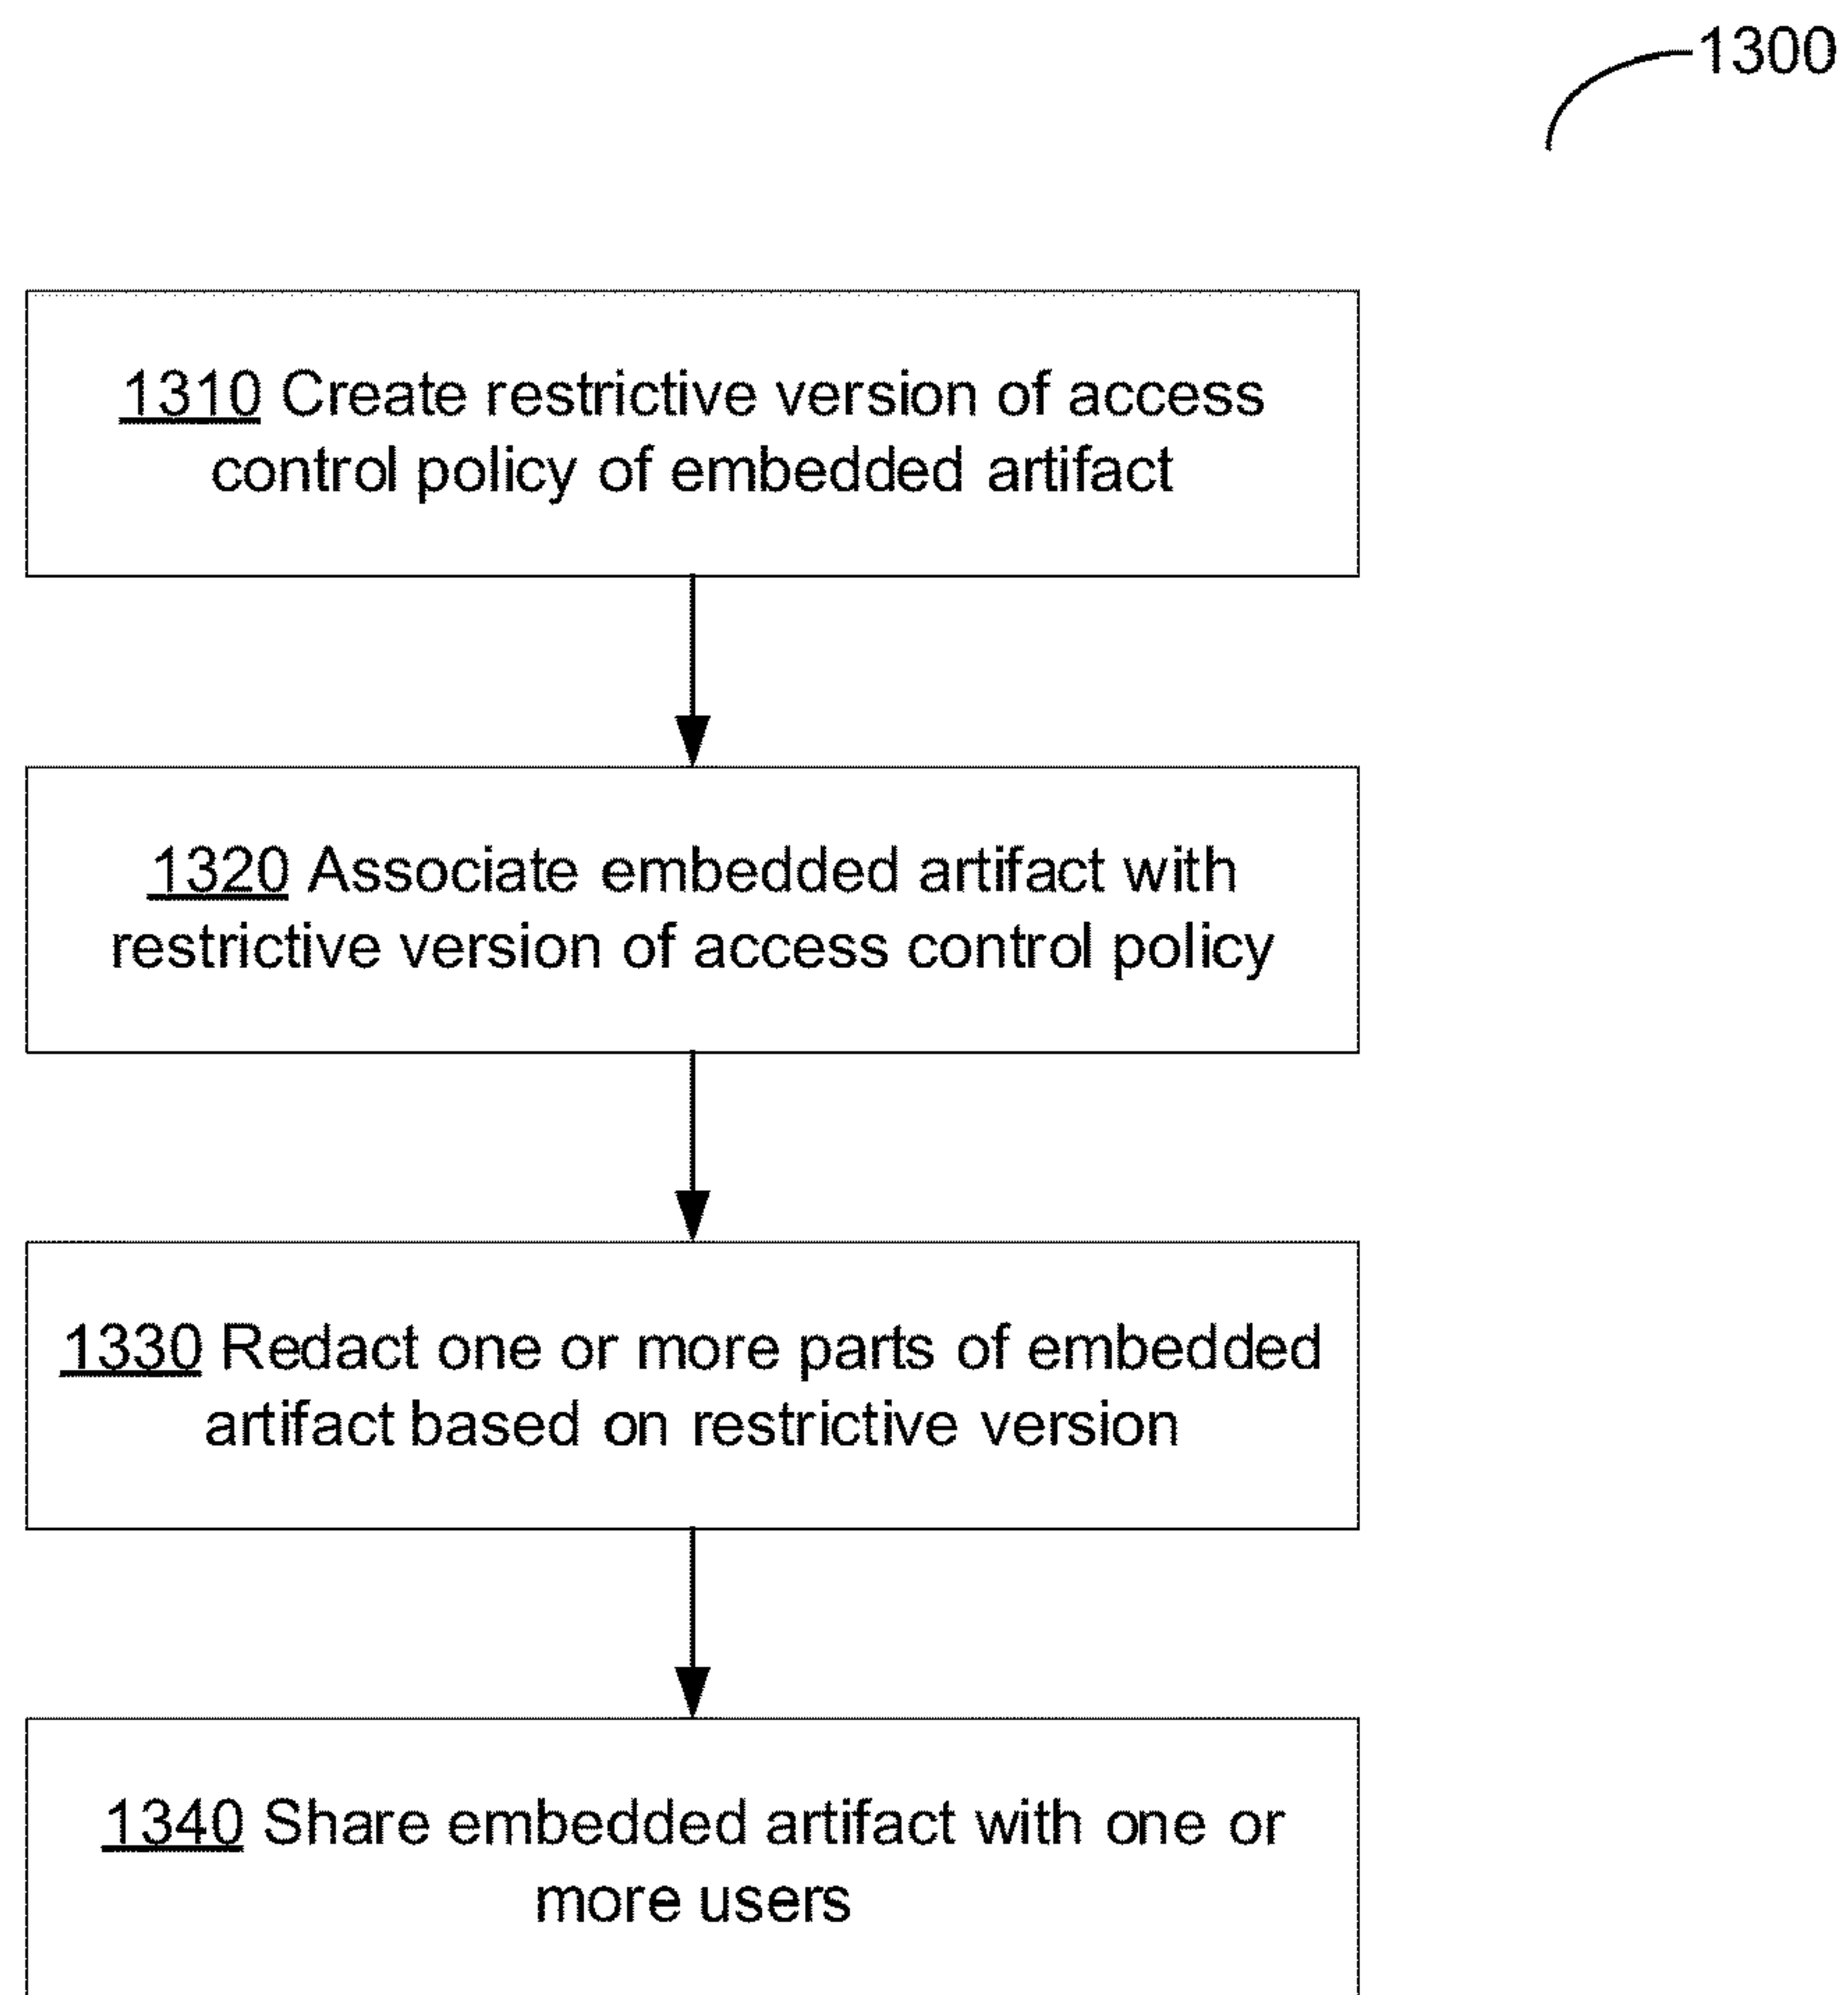 1300
1310 Create restrictive version of access
control policy of embedded artifact
1320 Associate embedded artifact with
restrictive version of access control policy
1330 Redact one or more parts of embedded
artifact based on restrictive version
1340 Share embedded artifact with one or
more users